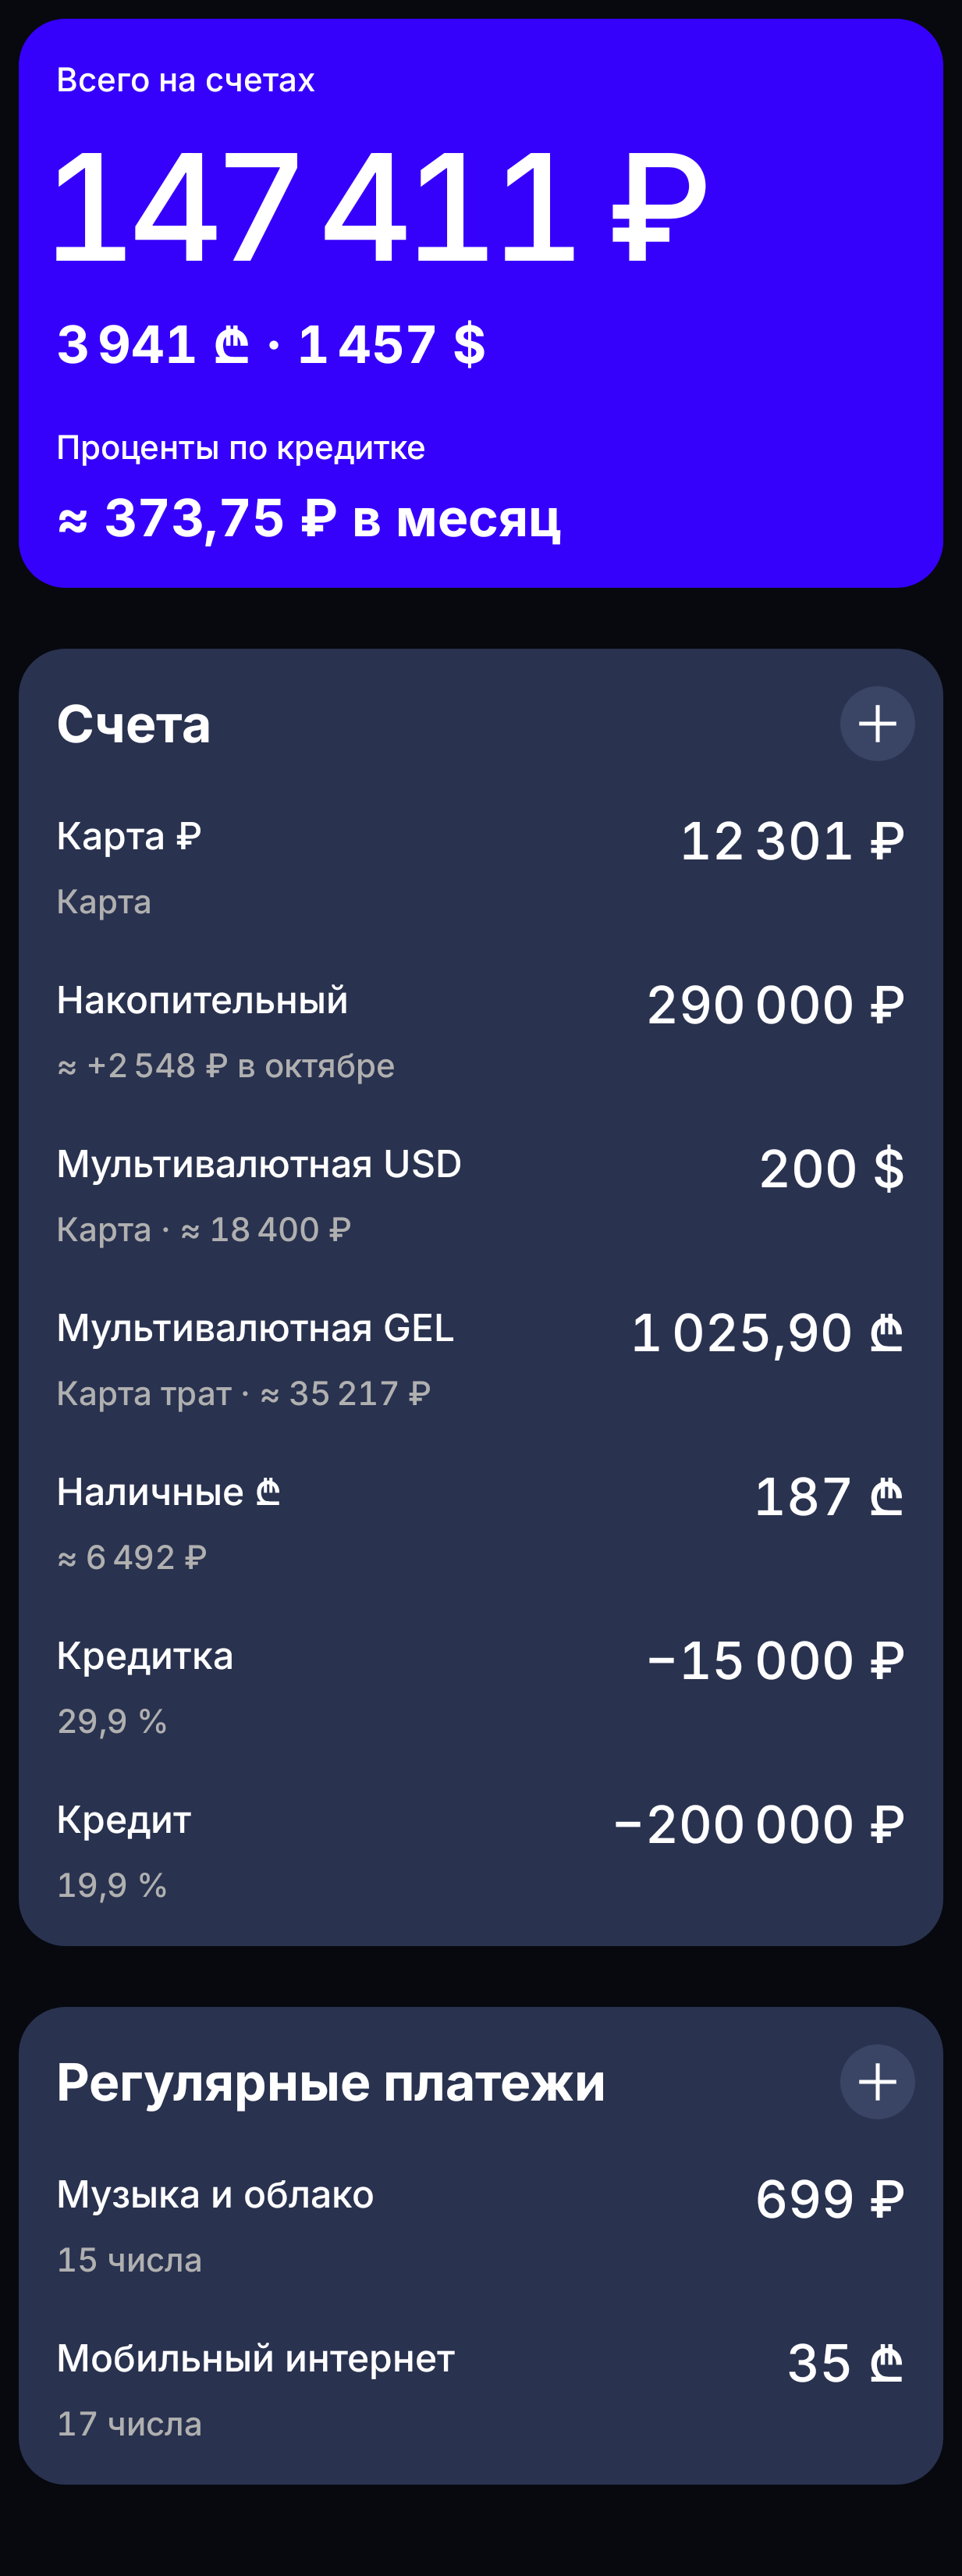 Всего на счетах
147 411 ₽
3 941 ₾ · 1 457 $
Проценты по кредитке
≈ 373,75 ₽ в месяц
Счета
Карта ₽
12 301 ₽
Карта
Накопительный
290 000 ₽
≈ +2 548 ₽ в октябре
Мультивалютная USD
200 $
Карта · ≈ 18 400 ₽
Мультивалютная GEL
1 025,90 ₾
Карта трат · ≈ 35 217 ₽
Наличные ₾
187 ₾
≈ 6 492 ₽
Кредитка
−15 000 ₽
29,9 %
Кредит
−200 000 ₽
19,9 %
Регулярные платежи
Музыка и облако
699 ₽
15 числа
Мобильный интернет
35 ₾
17 числа